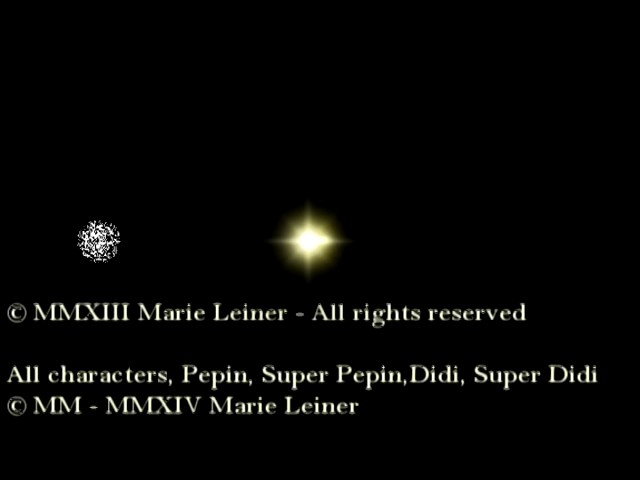 © MMXIII Marie Leiner - All rights reserved
All characters, Pepin, Super Pepin,Didi, Super Didi
© MM - MMXIV Marie Leiner